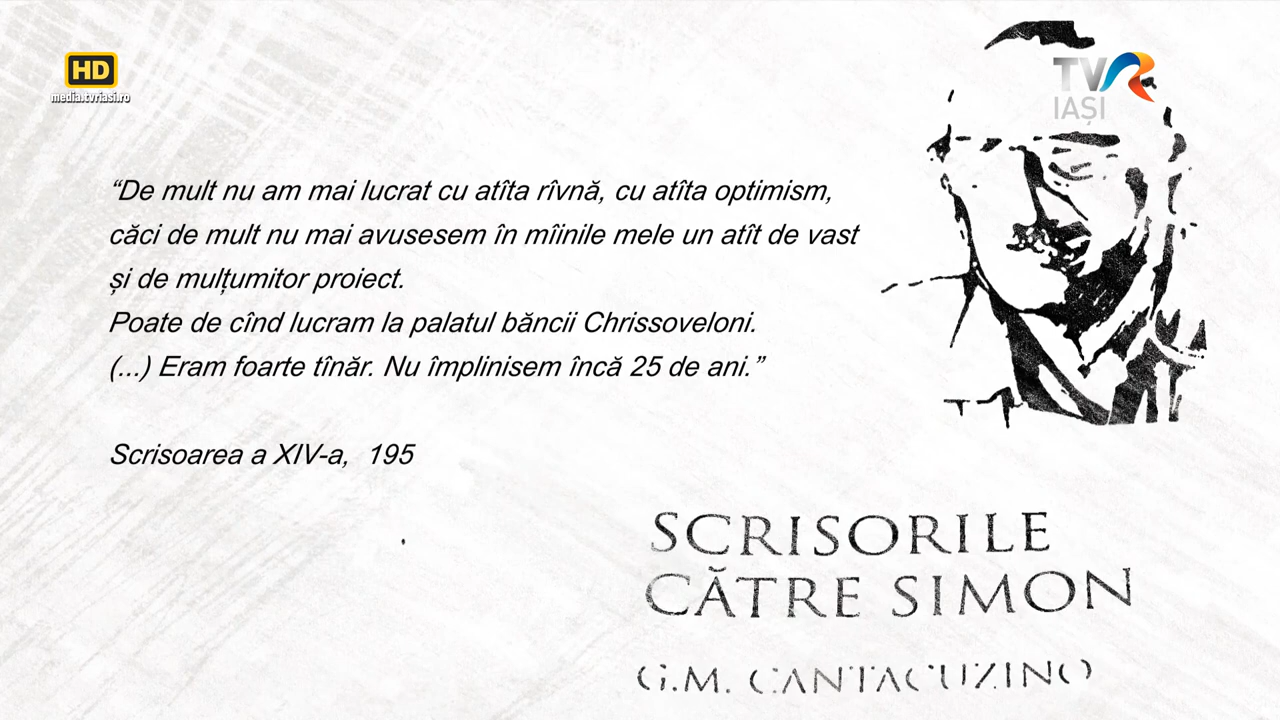 HD
media.tvriasi.ro
TVR
IAȘI
“De mult nu am mai lucrat cu atîta rîvnă, cu atîta optimism,
căci de mult nu mai avusesem în mîinile mele un atît de vast
și de mulțumitor proiect.
Poate de cînd lucram la palatul băncii Chrissoveloni.
(...) Eram foarte tînăr. Nu împlinisem încă 25 de ani.”
Scrisoarea a XIV-a, 195
SCRISORILE
CĂTRE SIMON
G.M. CANTACUZINO